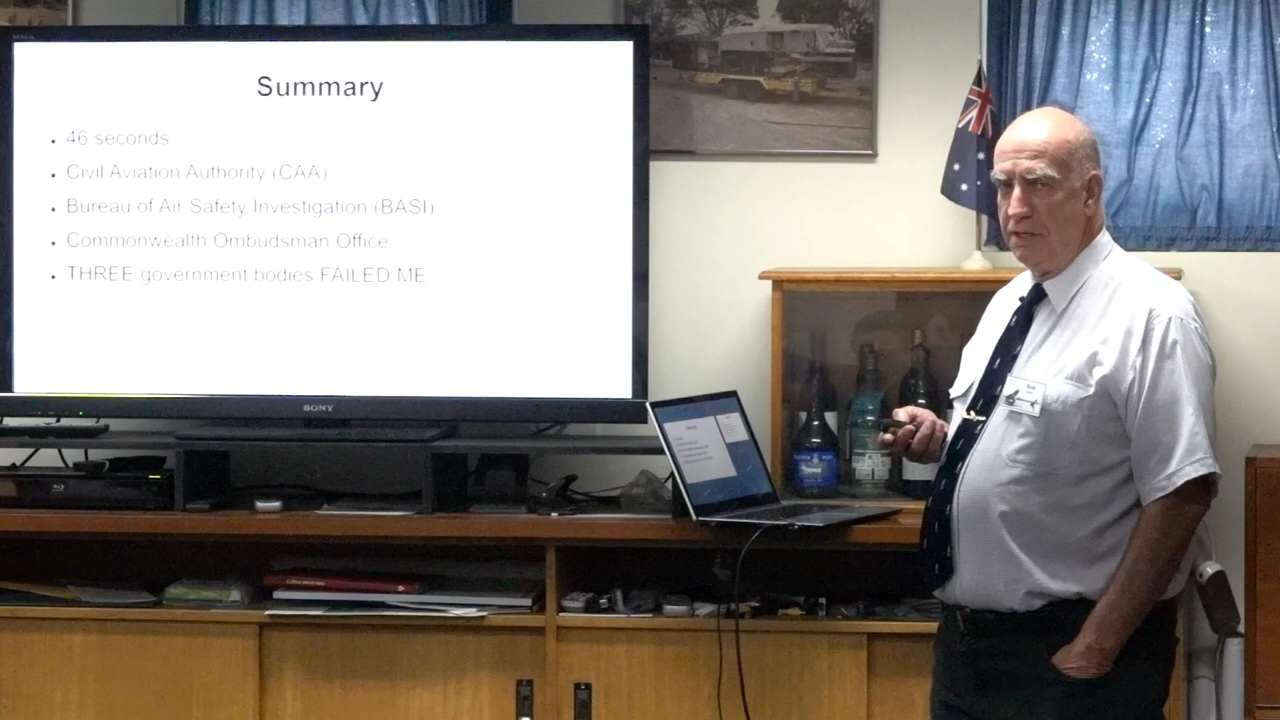 Summary
46 seconds
Civil Aviation Authority (CAA)
Bureau of Air Safety Investigation (BASI)
Commonwealth Ombudsman Office
THREE government bodies FAILED ME
SONY